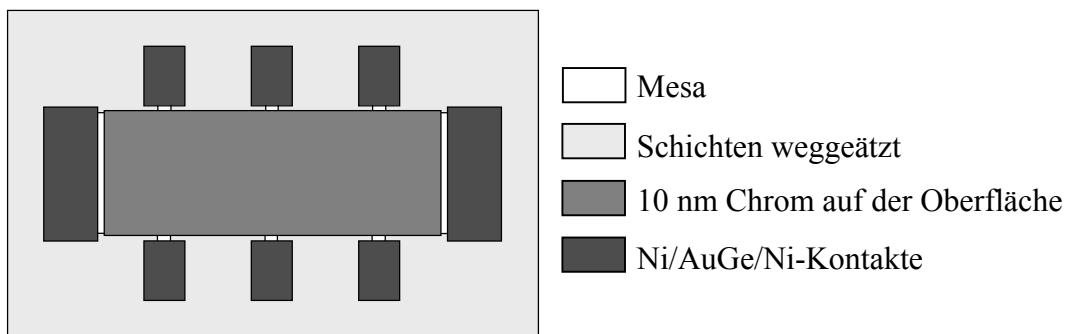 Mesa
Schichten weggeätzt
10 nm Chrom auf der Oberfläche
Ni/AuGe/Ni-Kontakte